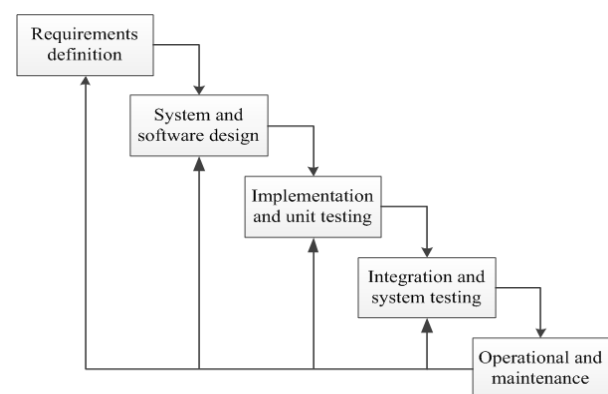 Requirements
definition
System and
software design
Implementation
and unit testing
Integration and
system testing
Operational and
maintenance